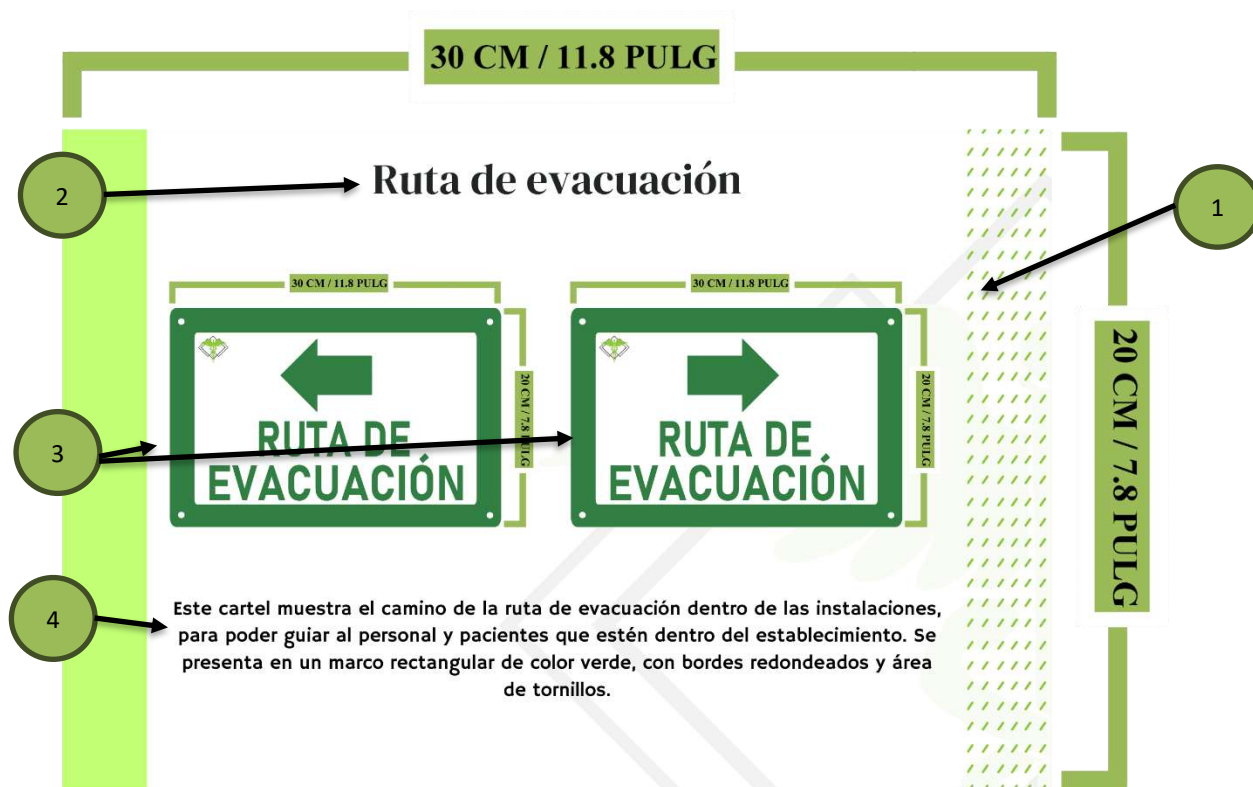 30 CM / 11.8 PULG
2
Ruta de evacuación
1
30 CM / 11.8 PULG
30 CM / 11.8 PULG
RUTA DE
EVACUACIÓN
20 CM / 7.8 PULG
RUTA DE
EVACUACIÓN
20 CM / 7.8 PULG
20 CM / 7.8 PULG
3
4
Este cartel muestra el camino de la ruta de evacuación dentro de las instalaciones,
para poder guiar al personal y pacientes que estén dentro del establecimiento. Se
presenta en un marco rectangular de color verde, con bordes redondeados y área
de tornillos.